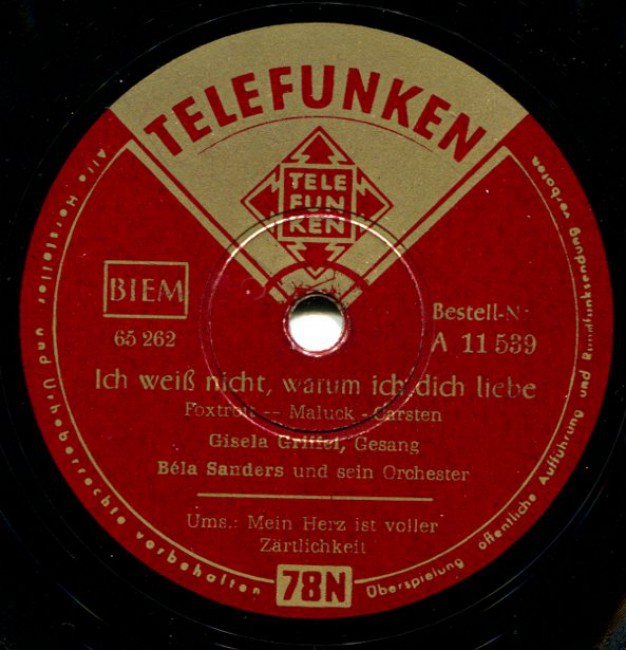 TELEFUNKEN
TELE
FUN
KEN
BIEM
65 262
Bestell-Nr
A 11 539
Ich weiß nicht, warum ich dich liebe
Foxtrott -- Maluck - Carsten
Gisela Griffel, Gesang
Béla Sanders und sein Orchester
Ums.: Mein Herz ist voller
Zärtlichkeit
78N
Alle Hersteller und Urheberrechte vorbehalten
Überspielung öffentliche Aufführung und Rundfunksendung verboten